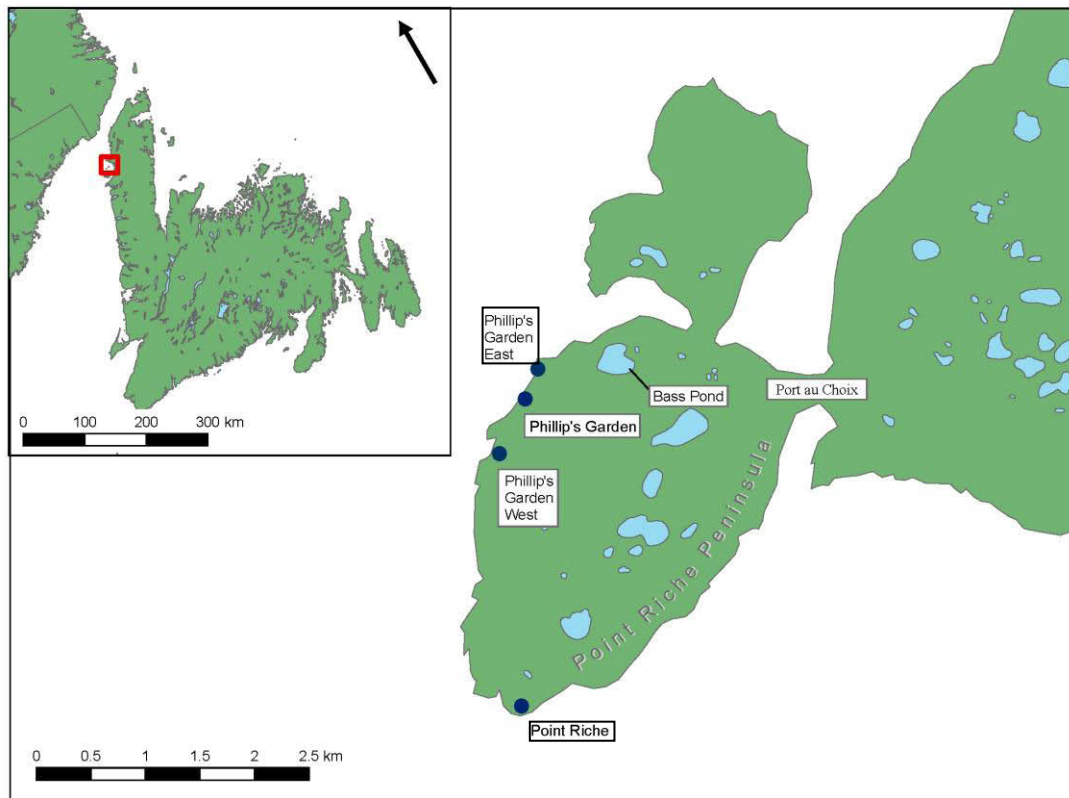 0 100 200 300 km
Phillip's
Garden
East
Bass Pond
Port au Choix
Phillip's Garden
Phillip's
Garden
West
Point Riche Peninsula
Point Riche
0 0.5 1 1.5 2 2.5 km